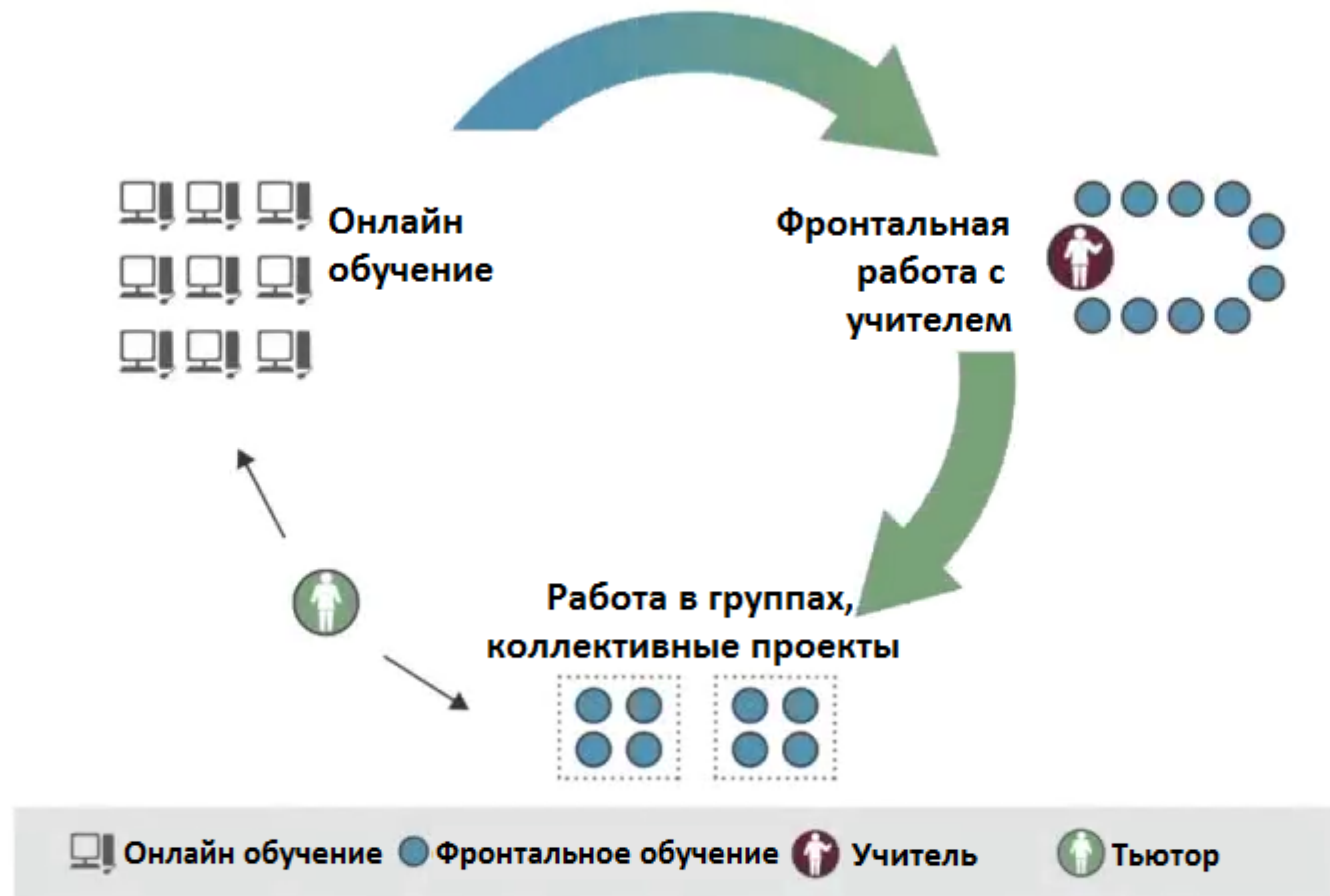 Онлайн
обучение
Фронтальная
работа с
учителем
Работа в группах,
коллективные проекты
Онлайн обучение
Фронтальное обучение
Учитель
Тьютор